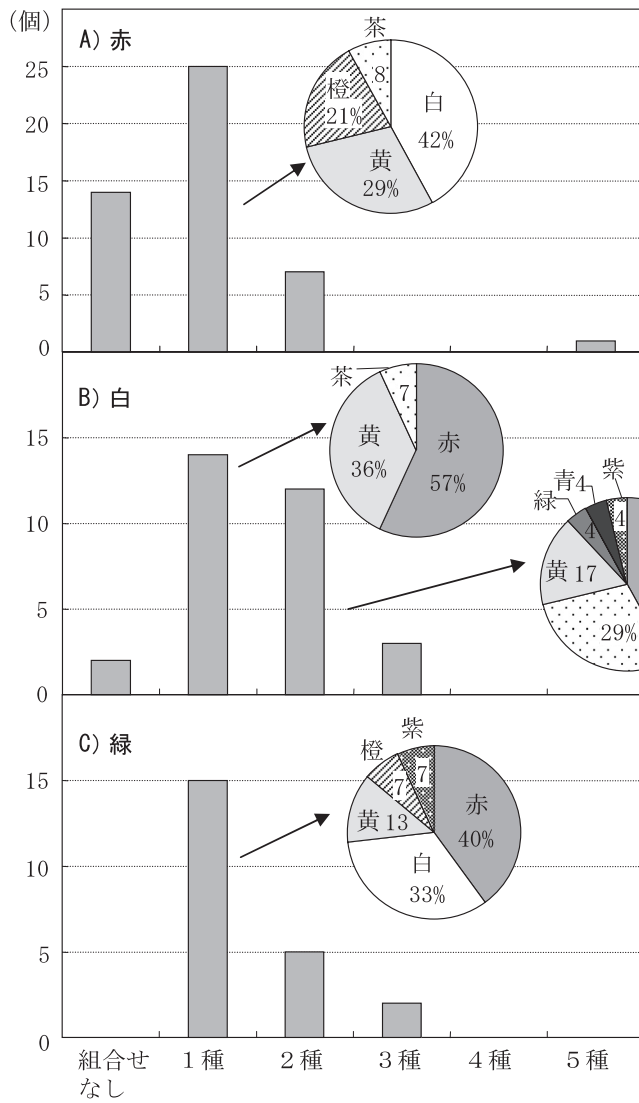 (個)
A) 赤
25
20
15
10
5
0
茶
8
橙
21%
白
42%
黄
29%
B) 白
15
10
5
0
茶
7
黄
36%
赤
57%
紫
青4
緑
4
4
黄 17
29%
C) 緑
15
10
5
0
橙
紫
7
7
黄 13
赤
40%
白
33%
組合せ
なし
1種
2種
3種
4種
5種